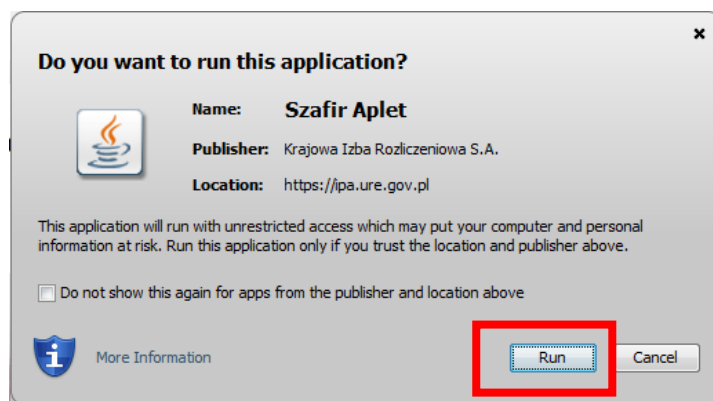 Do you want to run this application?
Name: Szafir Aplet
Publisher: Krajowa Izba Rozliczeniowa S.A.
Location: https://ipa.ure.gov.pl
This application will run with unrestricted access which may put your computer and personal
information at risk. Run this application only if you trust the location and publisher above.
Do not show this again for apps from the publisher and location above
More Information Run Cancel